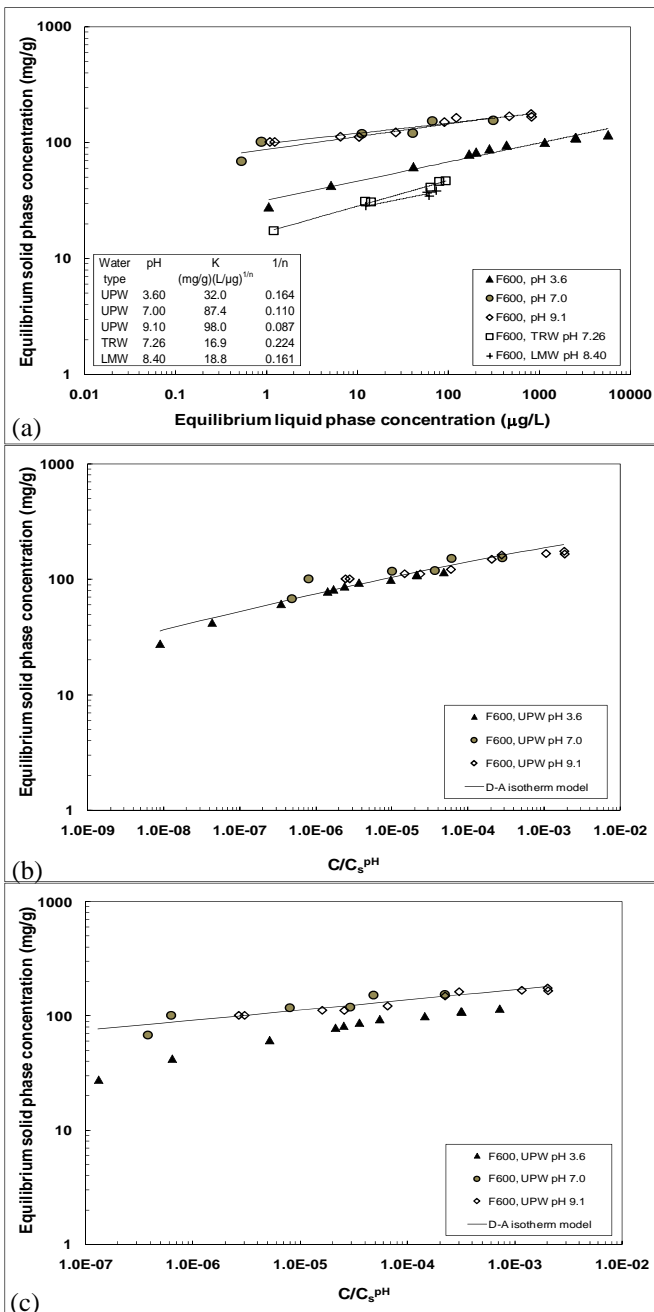 Equilibrium solid phase concentration (mg/g)
1000
100
10
1
Water pH K 1/n
type (mg/g)(L/µg)^1/n
UPW 3.60 32.0 0.164
UPW 7.00 87.4 0.110
UPW 9.10 98.0 0.087
TRW 7.26 16.9 0.224
LMW 8.40 18.8 0.161
F600, pH 3.6
F600, pH 7.0
F600, pH 9.1
F600, TRW pH 7.26
F600, LMW pH 8.40
0.01 0.1 1 10 100 1000 10000
Equilibrium liquid phase concentration (µg/L)
(a)
Equilibrium solid phase concentration (mg/g)
1000
100
10
1
F600, UPW pH 3.6
F600, UPW pH 7.0
F600, UPW pH 9.1
D-A isotherm model
1.0E-09 1.0E-08 1.0E-07 1.0E-06 1.0E-05 1.0E-04 1.0E-03 1.0E-02
C/Cs^pH
(b)
Equilibrium solid phase concentration (mg/g)
1000
100
10
1
F600, UPW pH 3.6
F600, UPW pH 7.0
F600, UPW pH 9.1
D-A isotherm model
1.0E-07 1.0E-06 1.0E-05 1.0E-04 1.0E-03 1.0E-02
C/Cs^pH
(c)